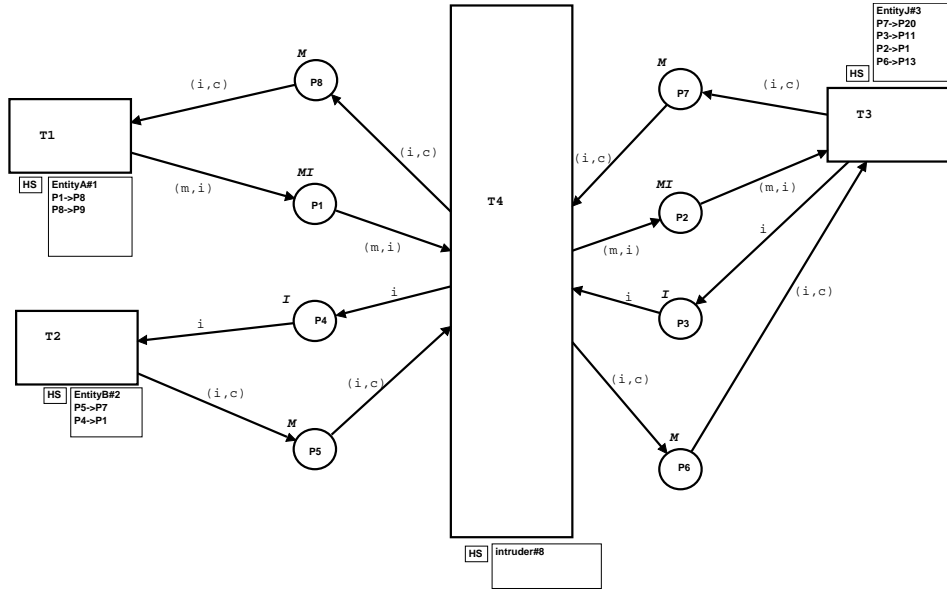 EntityJ#3
P7->P20
P3->P11
P2->P1
P6->P13
HS
M
P8
(i,c)
M
P7
(i,c)
T1
T3
(i,c)
(i,c)
HS
EntityA#1
P1->P8
P8->P9
(m,i)
MI
P1
(m,i)
T4
MI
P2
(m,i)
(m,i)
i
I
P4
i
i
I
P3
i
(i,c)
T2
HS
EntityB#2
P5->P7
P4->P1
(i,c)
(i,c)
M
P5
(i,c)
M
P6
HS
intruder#8